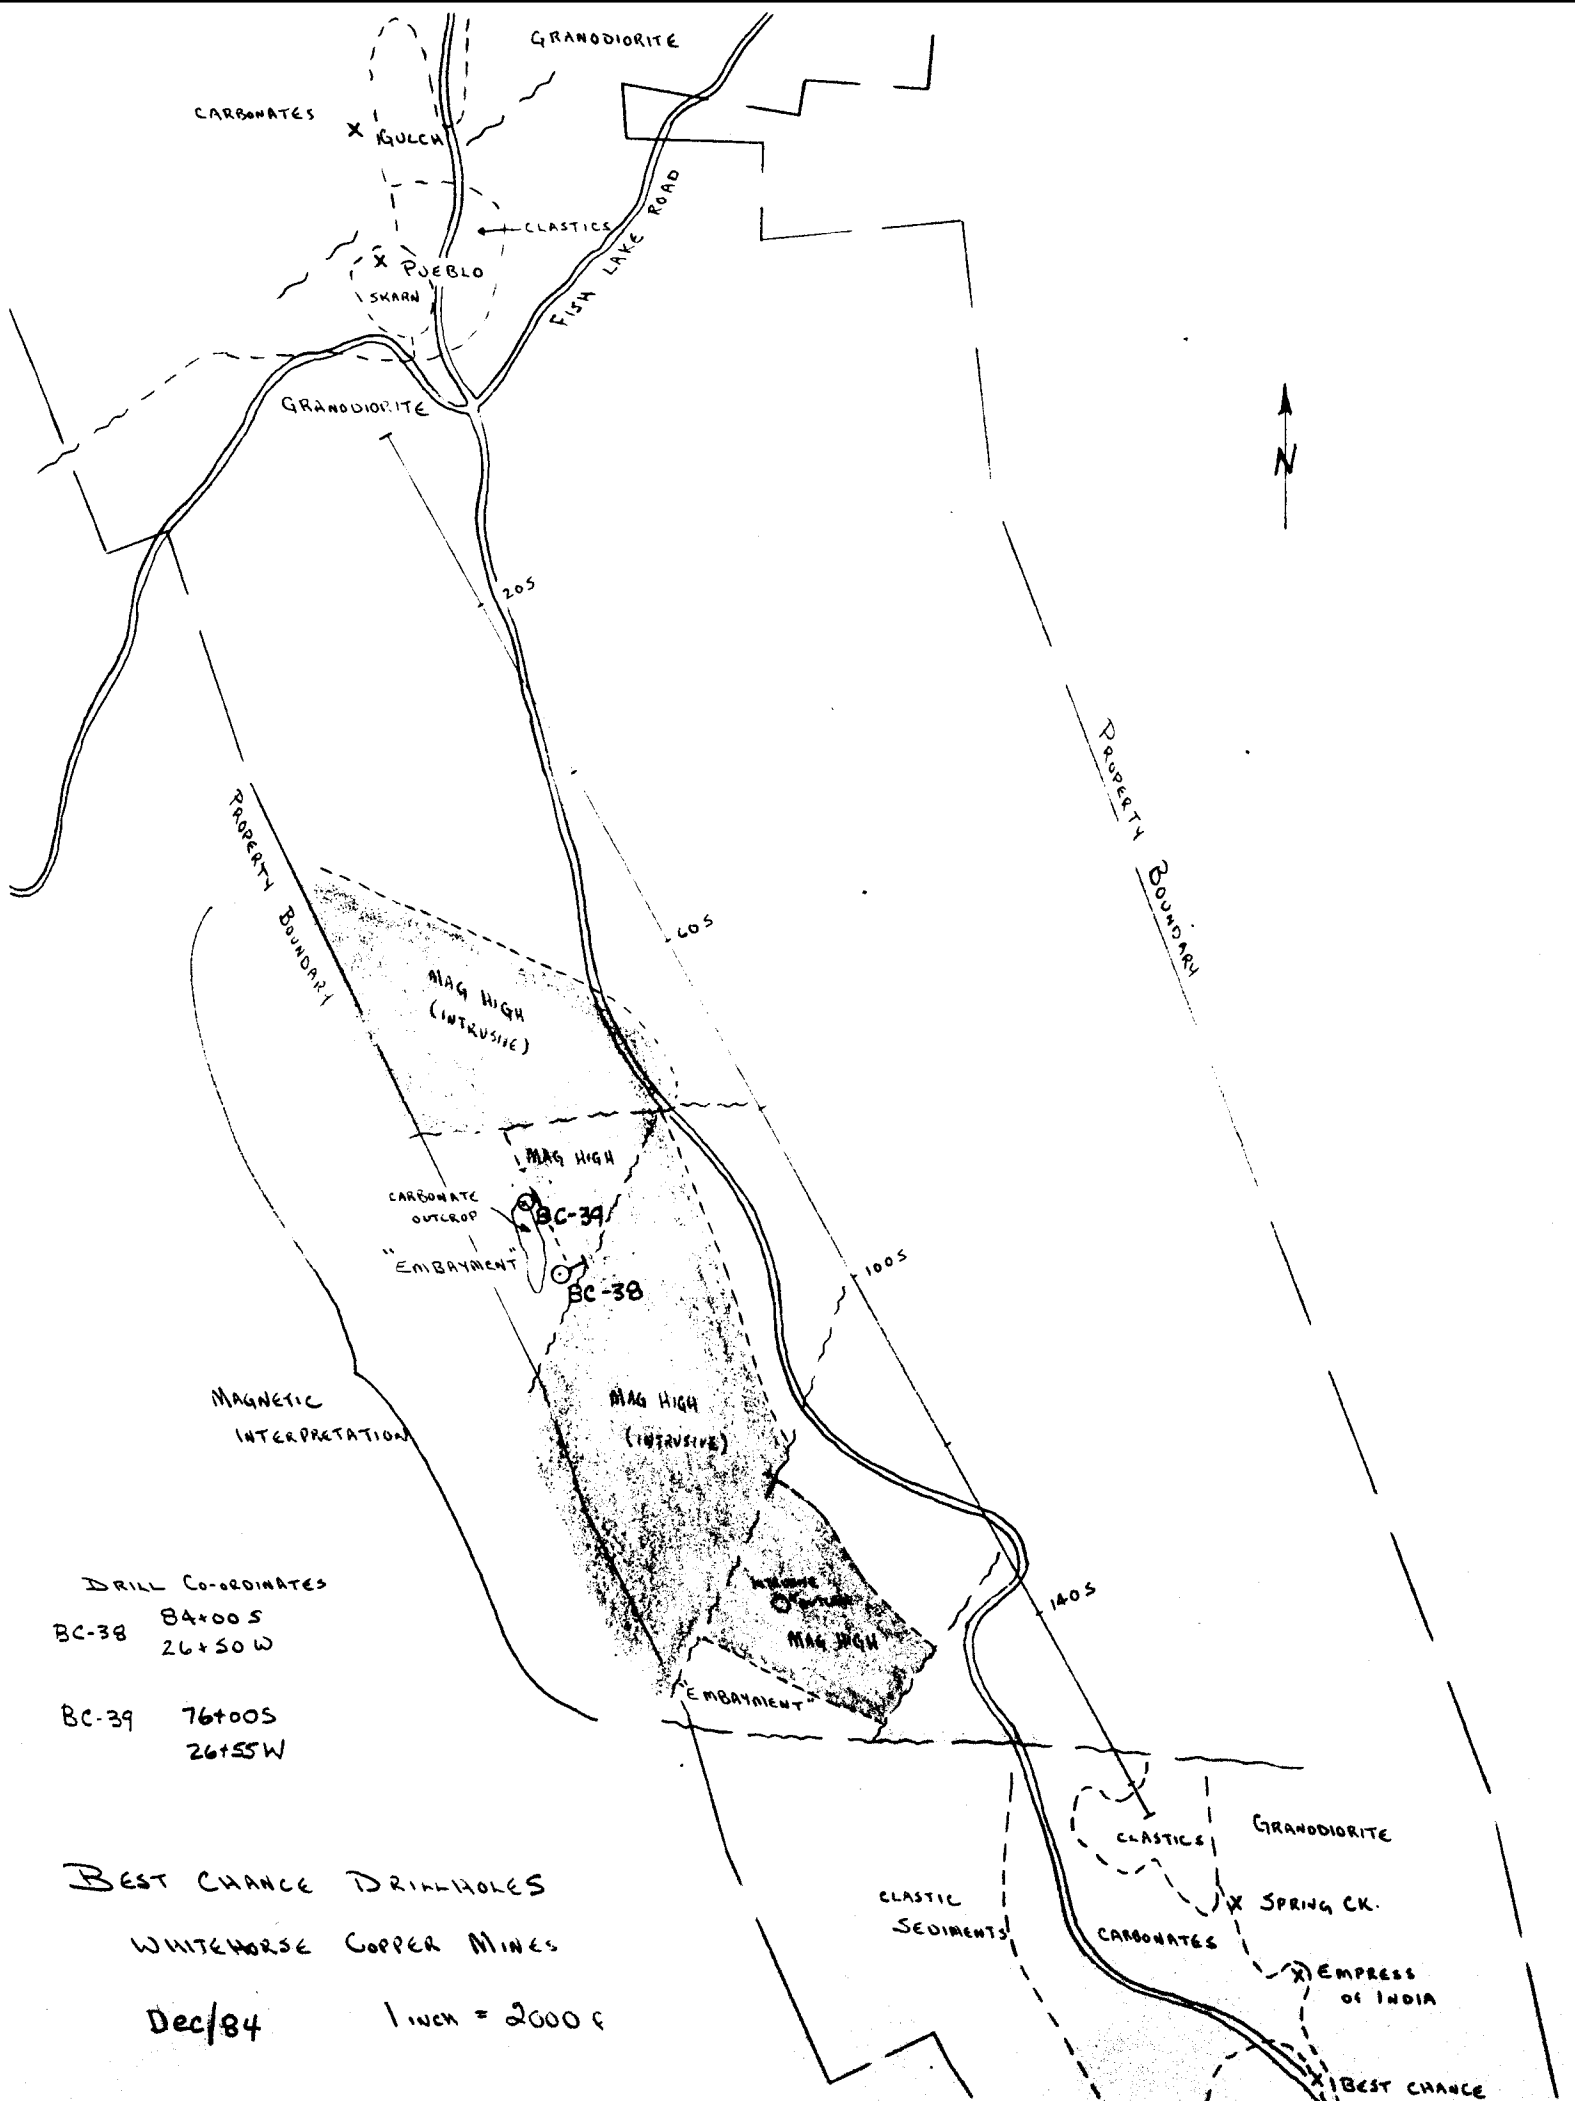 GRANODIORITE
CARBONATES
X GULCH
CLASTICS
X PUEBLO
SKARN
FISH LAKE ROAD
GRANODIORITE
N
20S
PROPERTY BOUNDARY
PROPERTY BOUNDARY
60S
MAG HIGH
(INTRUSIVE)
MAG HIGH
CARBONATE
OUTCROP
BC-39
"EMBAYMENT"
BC-38
100S
MAGNETIC
INTERPRETATION
MAG HIGH
(INTRUSIVE)
DRILL CO-ORDINATES
BC-38 84+00 S
26+50 W
BC-39 76+00S
26+55 W
140S
MAG HIGH
"EMBAYMENT"
CLASTICS
GRANODIORITE
CLASTIC
SEDIMENTS
X SPRING CK.
CARBONATES
X EMPRESS
OF INDIA
X BEST CHANCE
BEST CHANCE DRILLHOLES
WHITEHORSE COPPER MINES
Dec/84 1 INCH = 2000